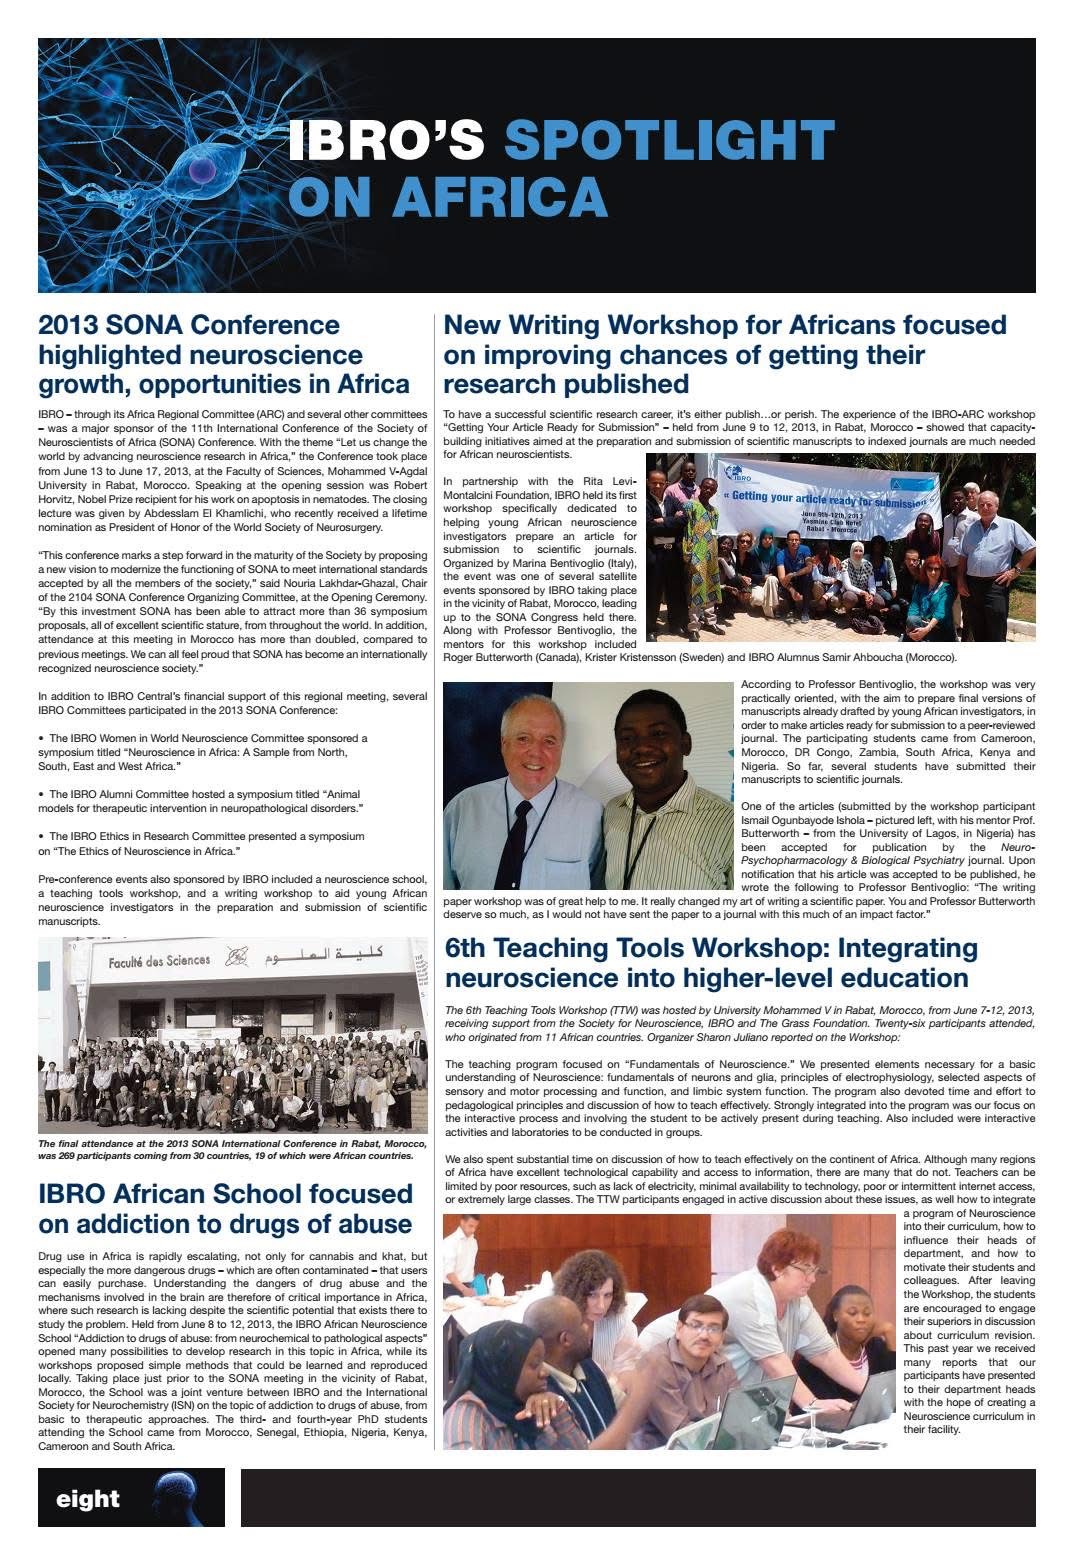 IBRO'S SPOTLIGHT
ON AFRICA
2013 SONA Conference
highlighted neuroscience
growth, opportunities in Africa
IBRO – through its Africa Regional Committee (ARC) and several other committees
– was a major sponsor of the 11th International Conference of the Society of
Neuroscientists of Africa (SONA) Conference. With the theme “Let us change the
world by advancing neuroscience research in Africa,” the Conference took place
from June 13 to June 17, 2013, at the Faculty of Sciences, Mohammed V-Agdal
University in Rabat, Morocco. Speaking at the opening session was Robert
Horvitz, Nobel Prize recipient for his work on apoptosis in nematodes. The closing
lecture was given by Abdesslam El Khamlichi, who recently received a lifetime
nomination as President of Honor of the World Society of Neurosurgery.
“This conference marks a step forward in the maturity of the Society by proposing
a new vision to modernize the functioning of SONA to meet international standards
accepted by all the members of the society,” said Nouria Lakhdar-Ghazal, Chair
of the 2104 SONA Conference Organizing Committee, at the Opening Ceremony.
“By this investment SONA has been able to attract more than 36 symposium
proposals, all of excellent scientific stature, from throughout the world. In addition,
attendance at this meeting in Morocco has more than doubled, compared to
previous meetings. We can all feel proud that SONA has become an internationally
recognized neuroscience society.”
In addition to IBRO Central's financial support of this regional meeting, several
IBRO Committees participated in the 2013 SONA Conference:
• The IBRO Women in World Neuroscience Committee sponsored a
symposium titled “Neuroscience in Africa: A Sample from North,
South, East and West Africa.”
• The IBRO Alumni Committee hosted a symposium titled “Animal
models for therapeutic intervention in neuropathological disorders.”
• The IBRO Ethics in Research Committee presented a symposium
on “The Ethics of Neuroscience in Africa.”
Pre-conference events also sponsored by IBRO included a neuroscience school,
a teaching tools workshop, and a writing workshop to aid young African
neuroscience investigators in the preparation and submission of scientific
manuscripts.
Faculté des Sciences كلية العلوم
The final attendance at the 2013 SONA International Conference in Rabat, Morocco,
was 269 participants coming from 30 countries, 19 of which were African countries.
IBRO African School focused
on addiction to drugs of abuse
Drug use in Africa is rapidly escalating, not only for cannabis and khat, but
especially the more dangerous drugs – which are often contaminated – that users
can easily purchase. Understanding the dangers of drug abuse and the
mechanisms involved in the brain are therefore of critical importance in Africa,
where such research is lacking despite the scientific potential that exists there to
study the problem. Held from June 8 to 12, 2013, the IBRO African Neuroscience
School “Addiction to drugs of abuse: from neurochemical to pathological aspects”
opened many possibilities to develop research in this topic in Africa, while its
workshops proposed simple methods that could be learned and reproduced
locally. Taking place just prior to the SONA meeting in the vicinity of Rabat,
Morocco, the School was a joint venture between IBRO and the International
Society for Neurochemistry (ISN) on the topic of addiction to drugs of abuse, from
basic to therapeutic approaches. The third- and fourth-year PhD students
attending the School came from Morocco, Senegal, Ethiopia, Nigeria, Kenya,
Cameroon and South Africa.
New Writing Workshop for Africans focused
on improving chances of getting their
research published
To have a successful scientific research career, it's either publish…or perish. The experience of the IBRO-ARC workshop
“Getting Your Article Ready for Submission” – held from June 9 to 12, 2013, in Rabat, Morocco – showed that capacity-
building initiatives aimed at the preparation and submission of scientific manuscripts to indexed journals are much needed
for African neuroscientists.
IBRO
« Getting your article ready for submission
June 9th-12th, 2013
Yasmine Club Hotel
Rabat - Morocco
In partnership with the Rita Levi-
Montalcini Foundation, IBRO held its first
workshop specifically dedicated to
helping young African neuroscience
investigators prepare an article for
submission to scientific journals.
Organized by Marina Bentivoglio (Italy),
the event was one of several satellite
events sponsored by IBRO taking place
in the vicinity of Rabat, Morocco, leading
up to the SONA Congress held there.
Along with Professor Bentivoglio, the
mentors for this workshop included
Roger Butterworth (Canada), Krister Kristensson (Sweden) and IBRO Alumnus Samir Ahboucha (Morocco).
According to Professor Bentivoglio, the workshop was very
practically oriented, with the aim to prepare final versions of
manuscripts already drafted by young African investigators, in
order to make articles ready for submission to a peer-reviewed
journal. The participating students came from Cameroon,
Morocco, DR Congo, Zambia, South Africa, Kenya and
Nigeria. So far, several students have submitted their
manuscripts to scientific journals.
One of the articles (submitted by the workshop participant
Ismail Ogunbayode Ishola – pictured left, with his mentor Prof.
Butterworth – from the University of Lagos, in Nigeria) has
been accepted for publication by the Neuro-
Psychopharmacology & Biological Psychiatry journal. Upon
notification that his article was accepted to be published, he
wrote the following to Professor Bentivoglio: “The writing
paper workshop was of great help to me. It really changed my art of writing a scientific paper. You and Professor Butterworth
deserve so much, as I would not have sent the paper to a journal with this much of an impact factor.”
6th Teaching Tools Workshop: Integrating
neuroscience into higher-level education
The 6th Teaching Tools Workshop (TTW) was hosted by University Mohammed V in Rabat, Morocco, from June 7-12, 2013,
receiving support from the Society for Neuroscience, IBRO and The Grass Foundation. Twenty-six participants attended,
who originated from 11 African countries. Organizer Sharon Juliano reported on the Workshop:
The teaching program focused on “Fundamentals of Neuroscience.” We presented elements necessary for a basic
understanding of Neuroscience: fundamentals of neurons and glia, principles of electrophysiology, selected aspects of
sensory and motor processing and function, and limbic system function. The program also devoted time and effort to
pedagological principles and discussion of how to teach effectively. Strongly integrated into the program was our focus on
the interactive process and involving the student to be actively present during teaching. Also included were interactive
activities and laboratories to be conducted in groups.
We also spent substantial time on discussion of how to teach effectively on the continent of Africa. Although many regions
of Africa have excellent technological capability and access to information, there are many that do not. Teachers can be
limited by poor resources, such as lack of electricity, minimal availability to technology, poor or intermittent internet access,
or extremely large classes. The TTW participants engaged in active discussion about these issues, as well how to integrate
a program of Neuroscience
into their curriculum, how to
influence their heads of
department, and how to
motivate their students and
colleagues. After leaving
the Workshop, the students
are encouraged to engage
their superiors in discussion
about curriculum revision.
This past year we received
many reports that our
participants have presented
to their department heads
with the hope of creating a
Neuroscience curriculum in
their facility.
eight